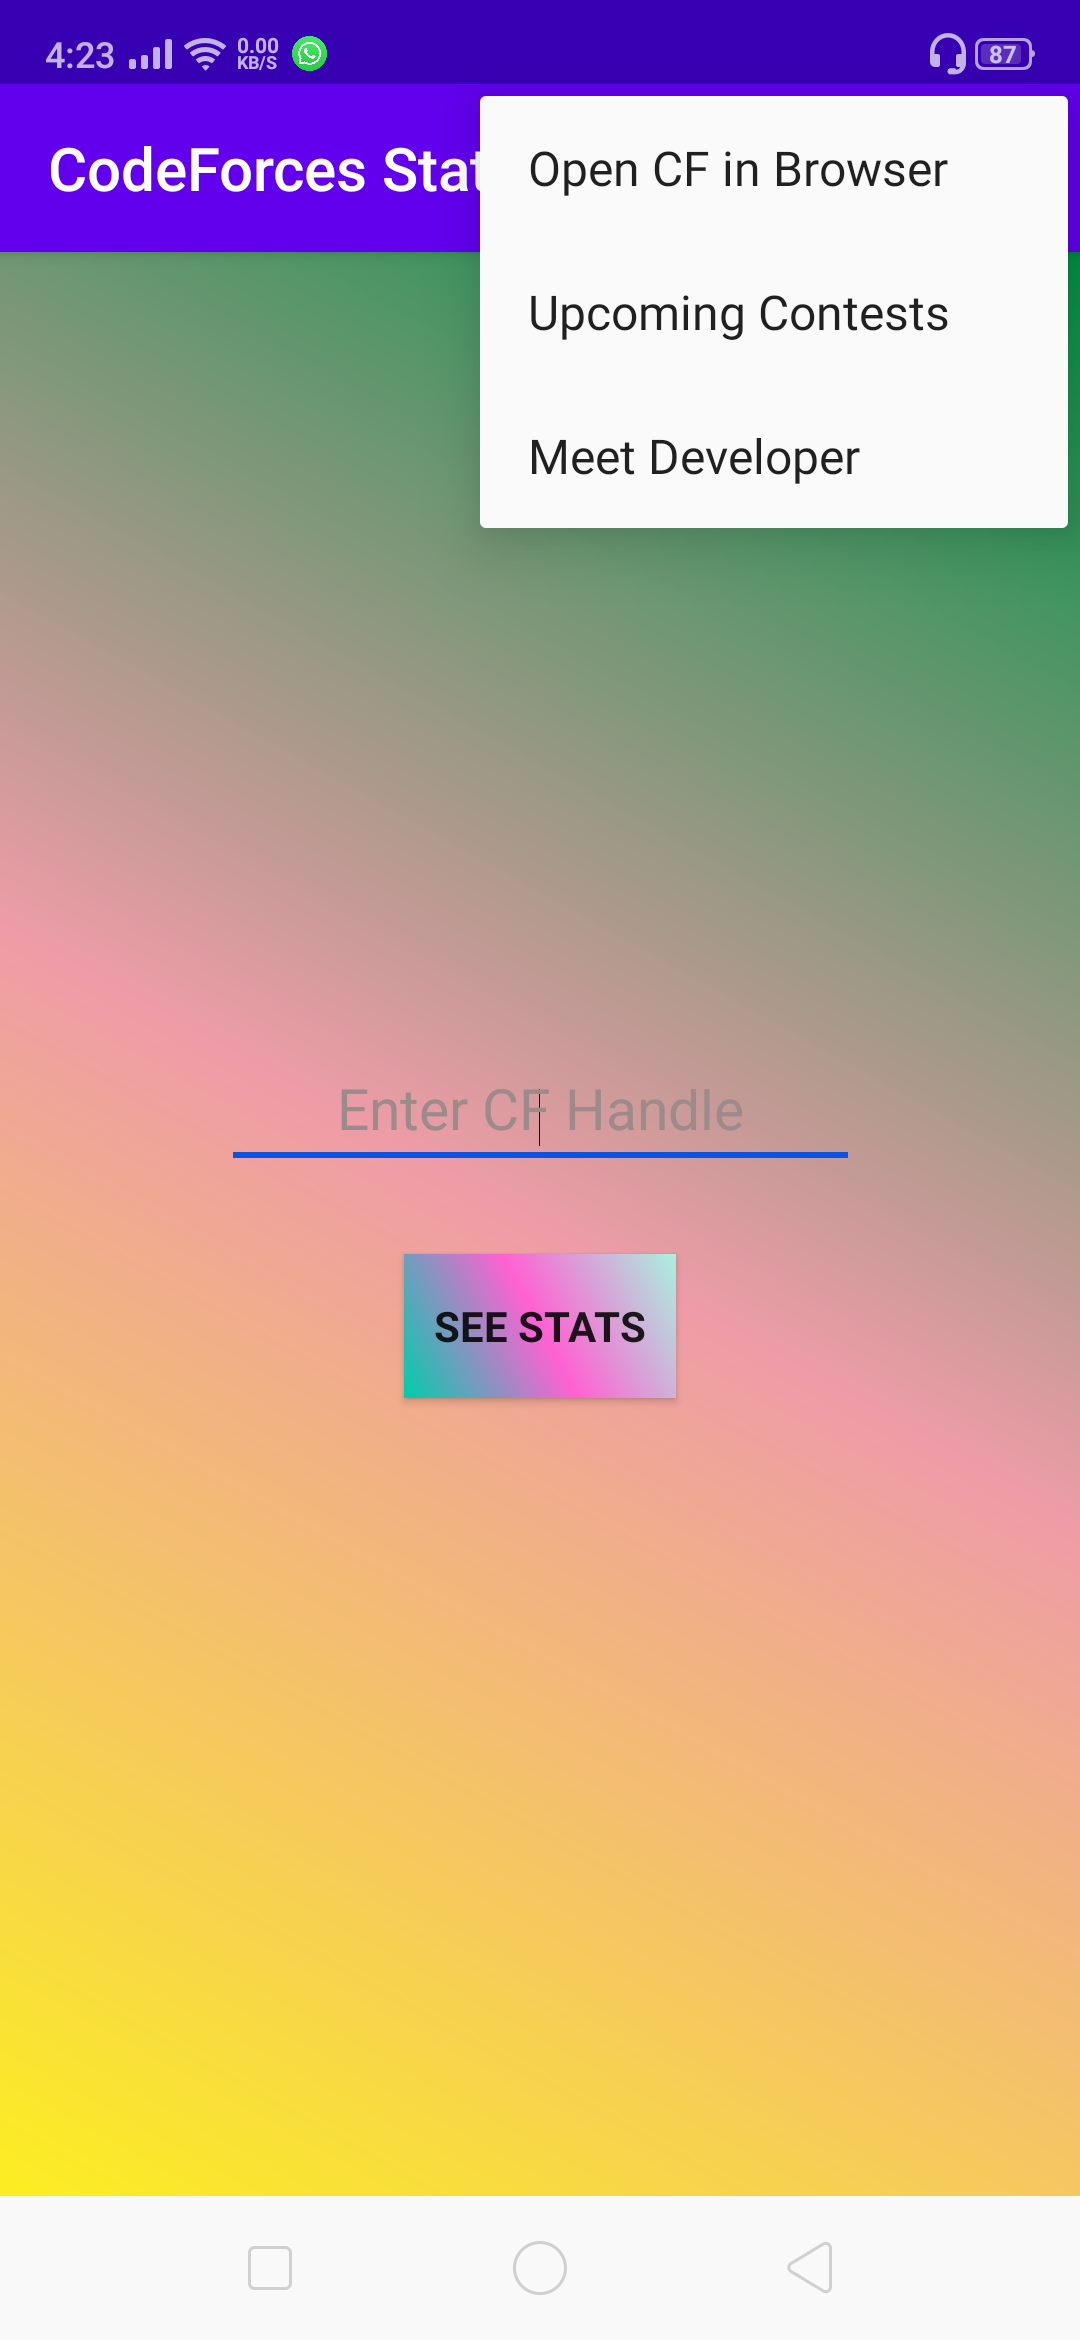 4:23 0.00 KB/S 87
CodeForces Stat
Open CF in Browser
Upcoming Contests
Meet Developer
Enter CF Handle
SEE STATS